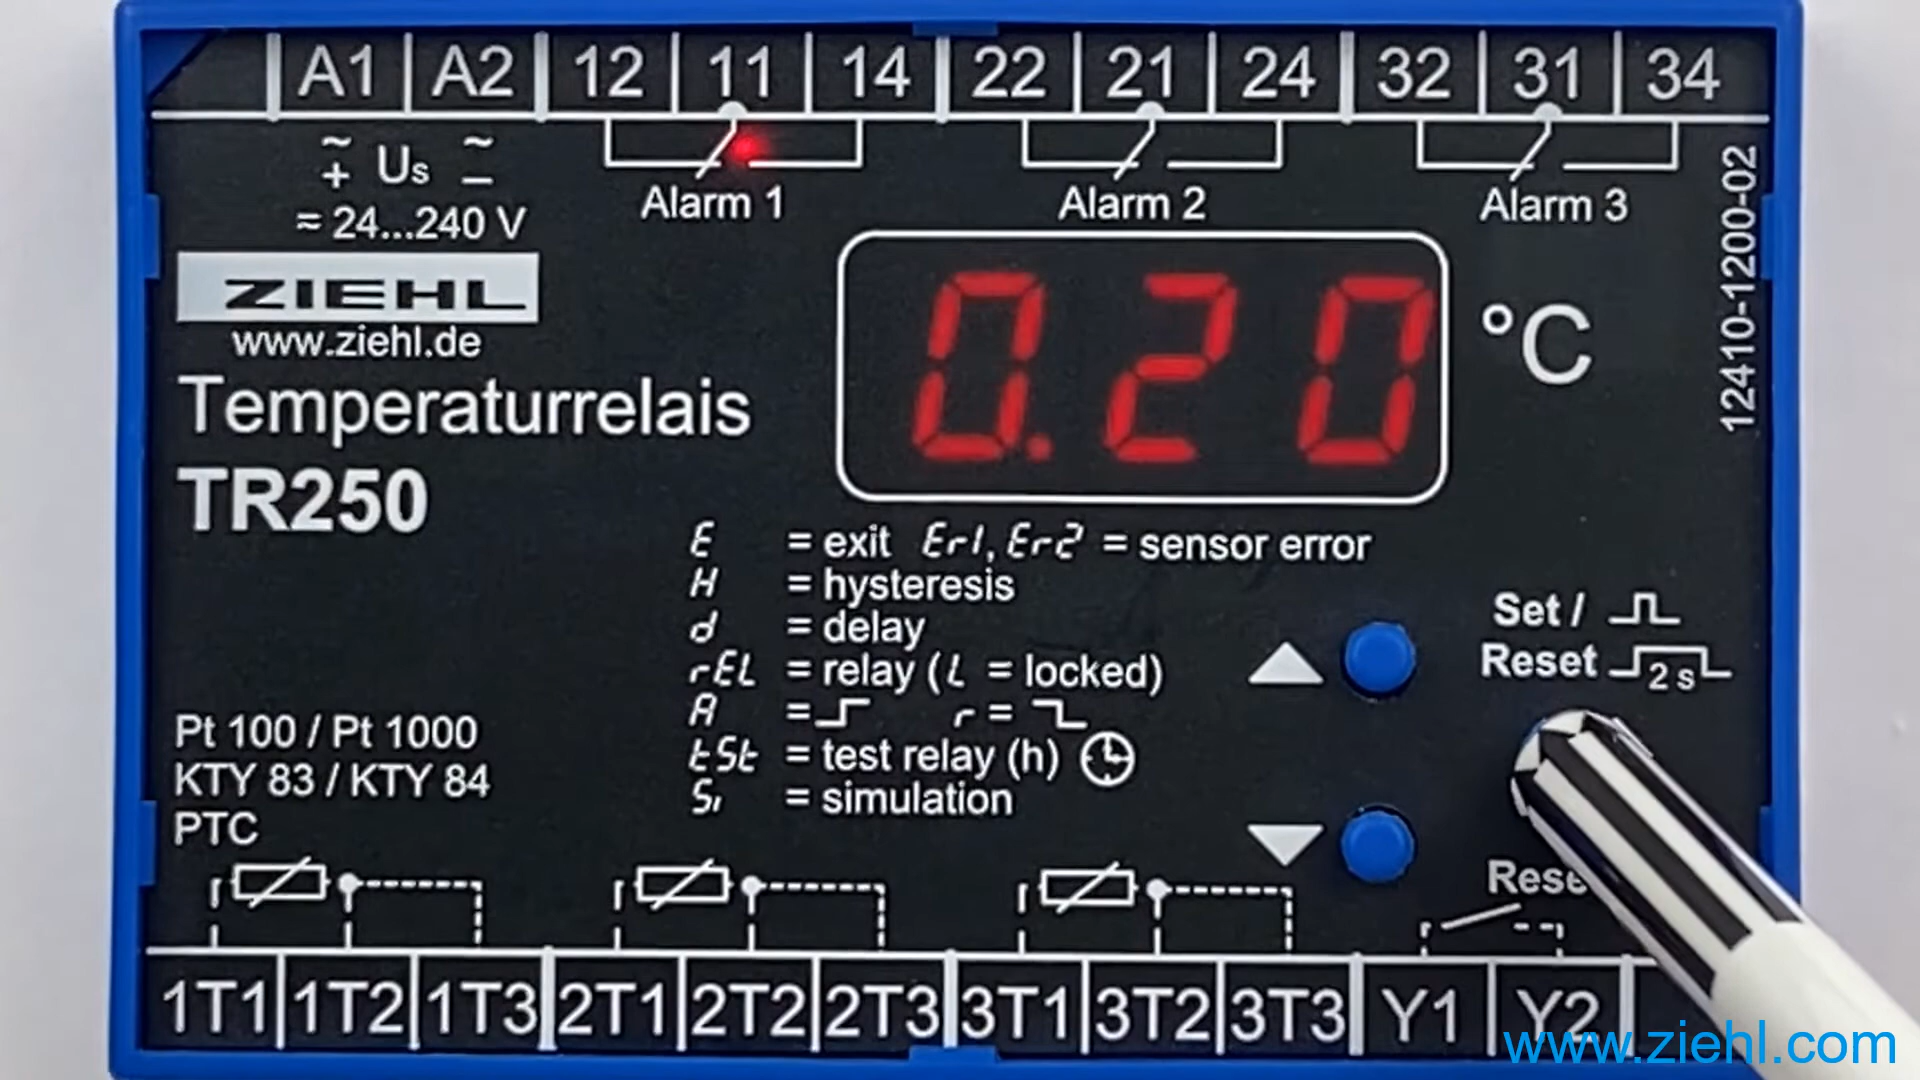 A1 A2 12 11 14 22 21 24 32 31 34
~ Us ~
+ −
≂ 24...240 V
Alarm 1 Alarm 2 Alarm 3
12410-1200-02
ZIEHL
www.ziehl.de
0.20 °C
Temperaturrelais
TR250
E = exit Er1, Er2 = sensor error
H = hysteresis
d = delay
rEL = relay (L = locked)
A = r =
tSt = test relay (h)
Si = simulation
Set /
Reset 2 s
Pt 100 / Pt 1000
KTY 83 / KTY 84
PTC
1T1 1T2 1T3 2T1 2T2 2T3 3T1 3T2 3T3 Y1 Y2
www.ziehl.com